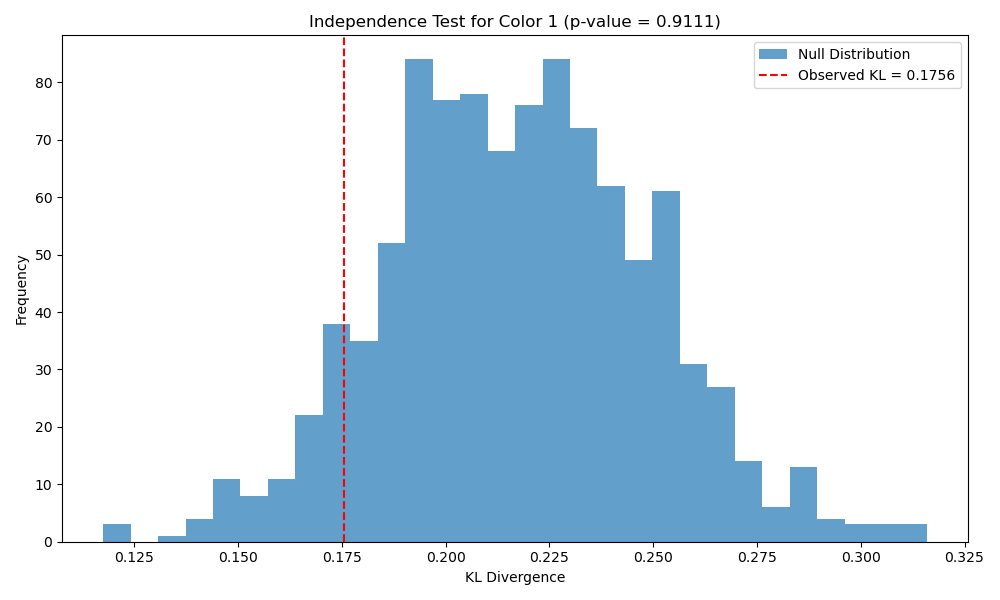 Independence Test for Color 1 (p-value = 0.9111)
Null Distribution
Observed KL = 0.1756
Frequency
80
70
60
50
40
30
20
10
0
0.125 0.150 0.175 0.200 0.225 0.250 0.275 0.300 0.325
KL Divergence